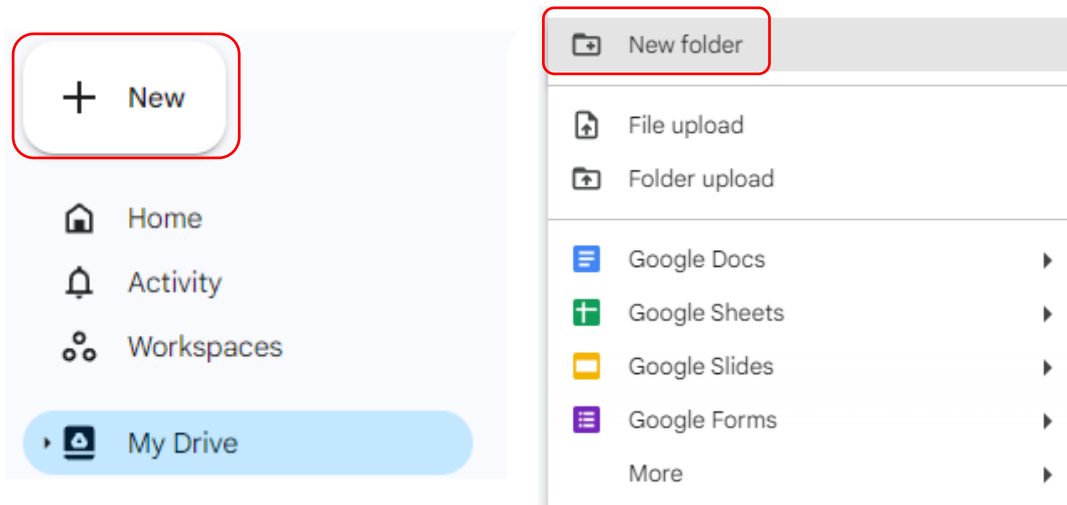 New
Home
Activity
Workspaces
My Drive
New folder
File upload
Folder upload
Google Docs
Google Sheets
Google Slides
Google Forms
More